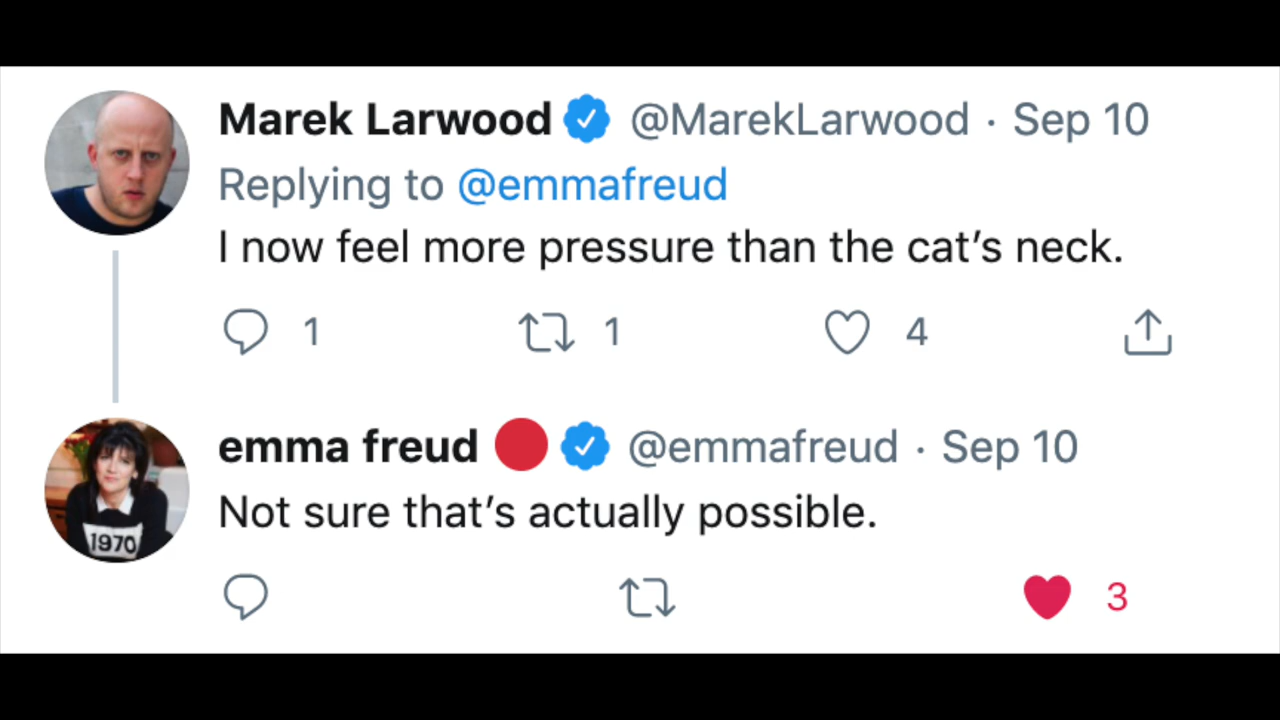 Marek Larwood @MarekLarwood · Sep 10
Replying to @emmafreud
I now feel more pressure than the cat’s neck.
1 1 4
emma freud @emmafreud · Sep 10
Not sure that’s actually possible.
1970
3